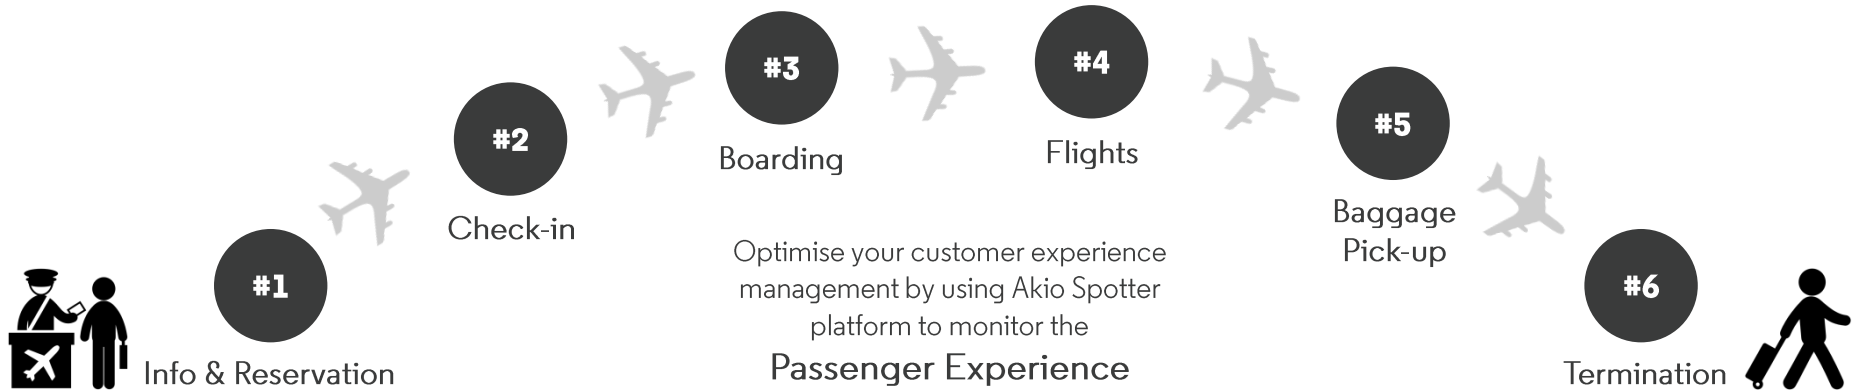 #1
Info & Reservation
#2
Check-in
#3
Boarding
#4
Flights
#5
Baggage
Pick-up
#6
Termination
Optimise your customer experience
management by using Akio Spotter
platform to monitor the
Passenger Experience